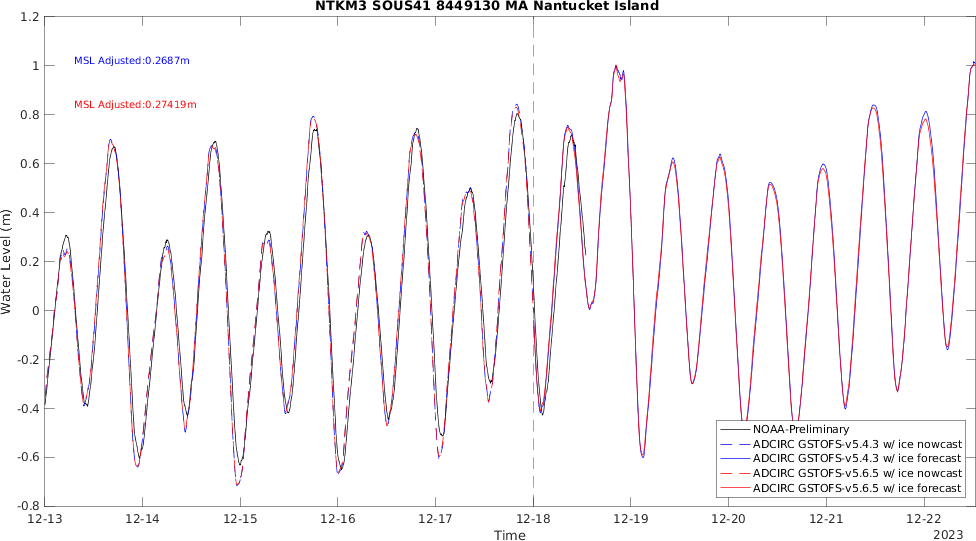 NTKM3 SOUS41 8449130 MA Nantucket Island
MSL Adjusted:0.2687m
MSL Adjusted:0.27419m
Water Level (m)
1.2
1
0.8
0.6
0.4
0.2
0
-0.2
-0.4
-0.6
-0.8
NOAA-Preliminary
ADCIRC GSTOFS-v5.4.3 w/ ice nowcast
ADCIRC GSTOFS-v5.4.3 w/ ice forecast
ADCIRC GSTOFS-v5.6.5 w/ ice nowcast
ADCIRC GSTOFS-v5.6.5 w/ ice forecast
12-13 12-14 12-15 12-16 12-17 12-18 12-19 12-20 12-21 12-22
Time
2023